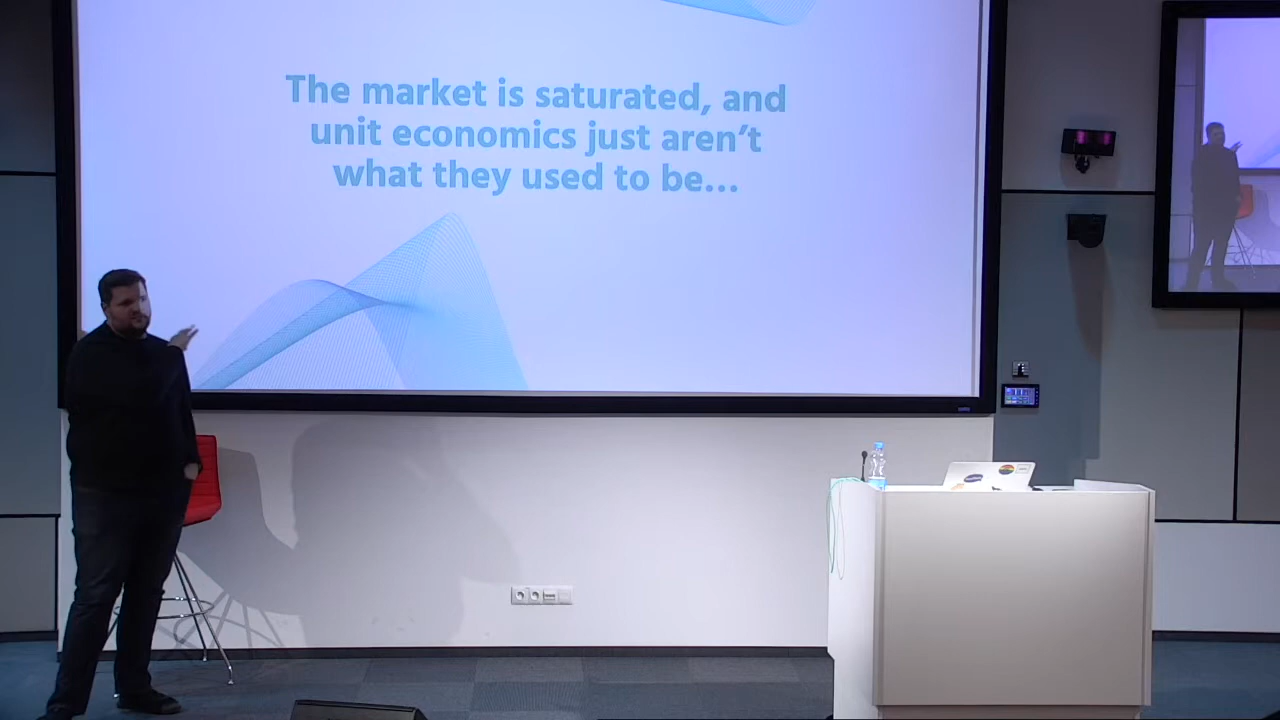 The market is saturated, and
unit economics just aren't
what they used to be...